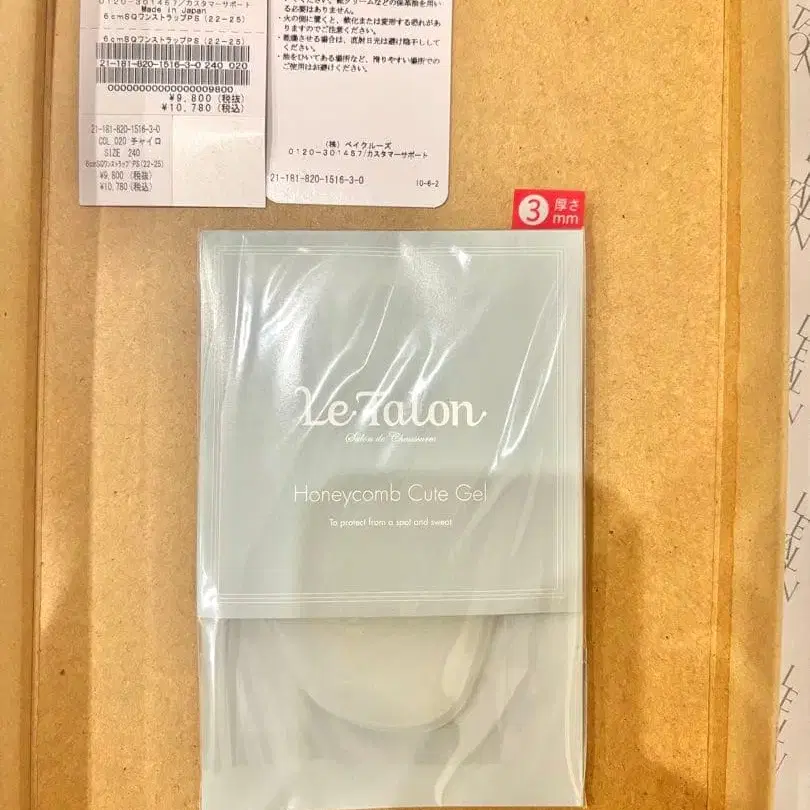 0120-301457/カスタマーサポート
Made in Japan
6cmSQワンストラップPS(22-25)
6cmSQワンストラップPS(22-25)
21-181-820-1516-3-0 240 020
00000000000000009800
¥9,800(税抜)
¥10,780(税込)
21-181-820-1516-3-0
COL 020 チャイロ
SIZE 240
6cmSQワンストラップPS(22-25)
¥9,800(税抜)
¥10,780(税込)
る必要はありません。
・火の側に置くと、軟化または変形する恐れがあ
りますのでご注意ください。
・乾燥させる場合は、直射日光は避け陰干しして
ください。
・油をひいてある場所など、滑りやすい場所での
ご使用はお避けください。
(株)ベイクルーズ
0120-301457/カスタマーサポート
21-181-820-1516-3-0
10-6-2
3 厚さ
mm
Le Talon
Salon de Chaussures
Honeycomb Cute Gel
To protect from a spot and sweat